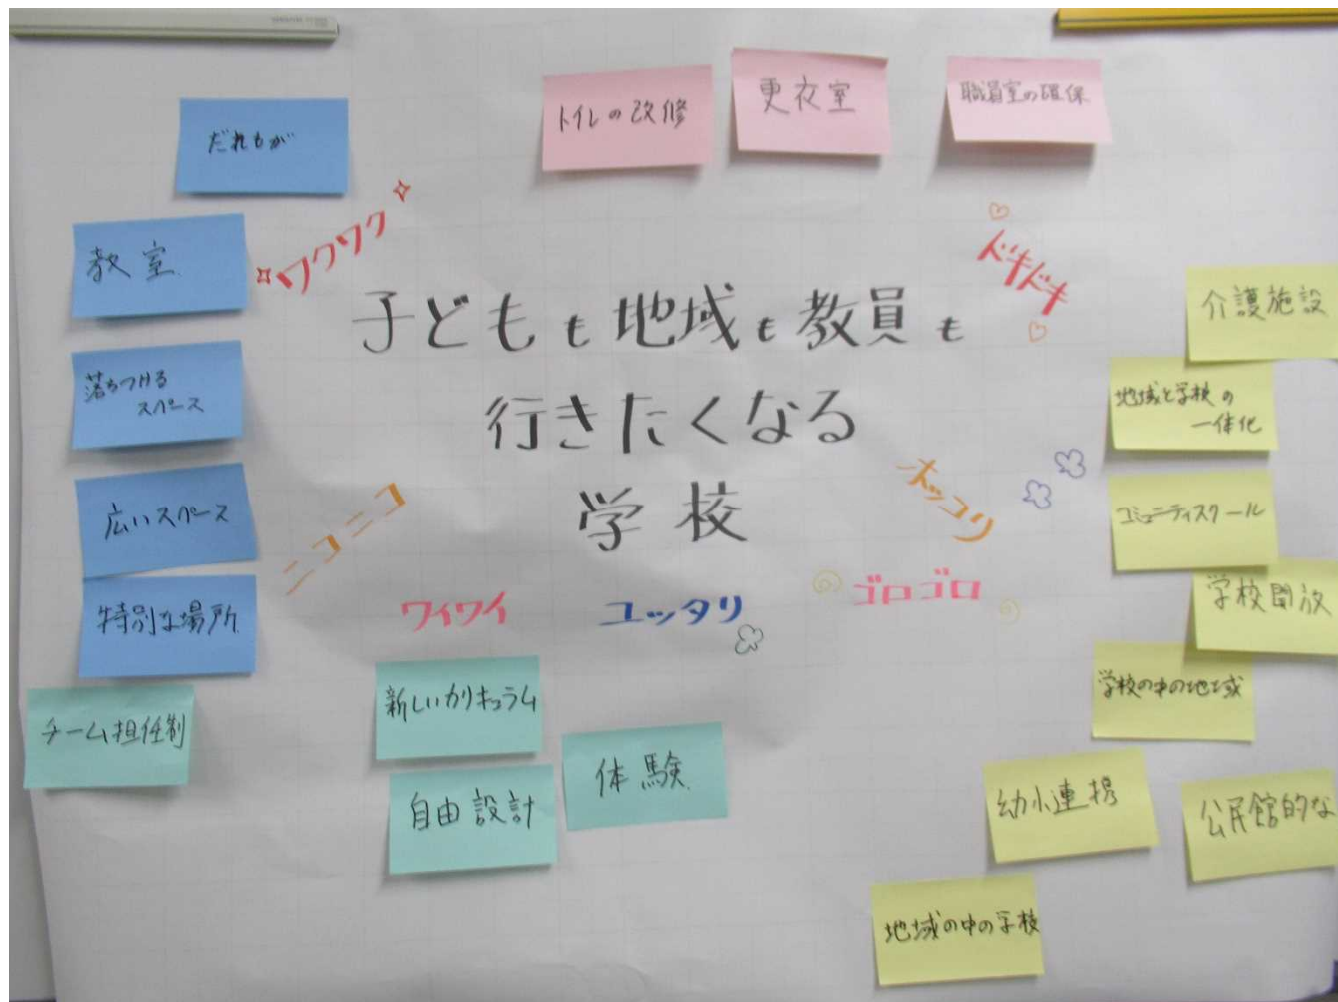 トイレの改修
更衣室
職員室の確保
だれもが
教室
落ちつける
スペース
広いスペース
特別な場所
ワクワク
ドキドキ
子どもも地域も教員も
行きたくなる
学校
ニコニコ
ホッコリ
ワイワイ
ユッタリ
ゴロゴロ
介護施設
地域と学校の
一体化
コミュニティスクール
学校開放
学校の中の地域
幼小連携
公民館的な
地域の中の学校
チーム担任制
新しいカリキュラム
自由設計
体験